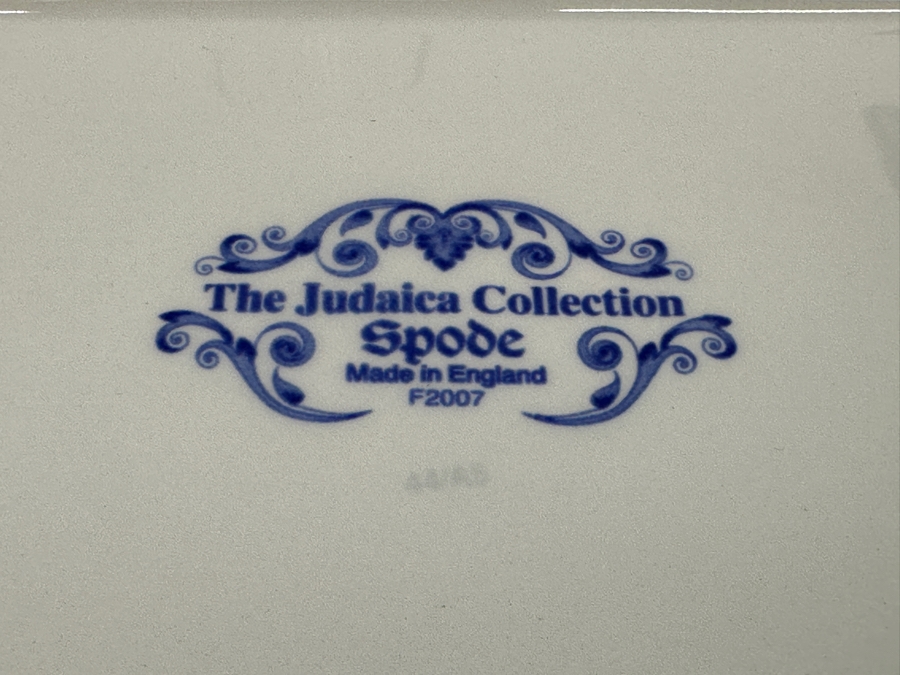 The Judaica Collection
Spode
Made in England
F2007